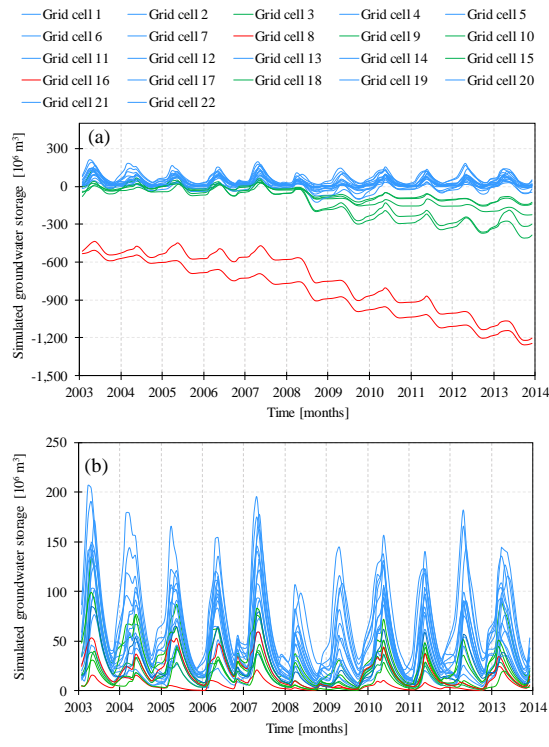 Grid cell 1 Grid cell 2 Grid cell 3 Grid cell 4 Grid cell 5
Grid cell 6 Grid cell 7 Grid cell 8 Grid cell 9 Grid cell 10
Grid cell 11 Grid cell 12 Grid cell 13 Grid cell 14 Grid cell 15
Grid cell 16 Grid cell 17 Grid cell 18 Grid cell 19 Grid cell 20
Grid cell 21 Grid cell 22
(a)
Simulated groundwater storage [10⁶ m³]
300
0
-300
-600
-900
-1,200
-1,500
2003 2004 2005 2006 2007 2008 2009 2010 2011 2012 2013 2014
Time [months]
(b)
Simulated groundwater storage [10⁶ m³]
250
200
150
100
50
0
2003 2004 2005 2006 2007 2008 2009 2010 2011 2012 2013 2014
Time [months]